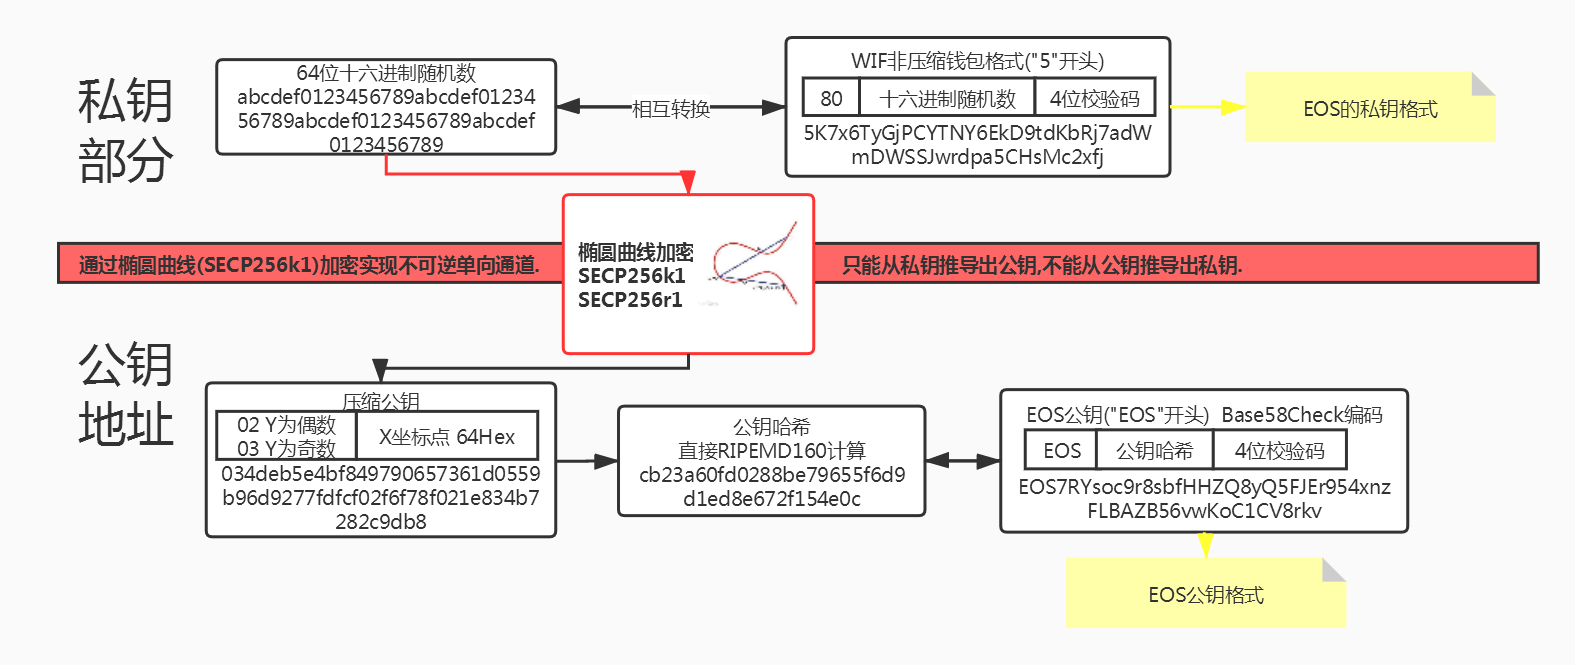 私钥
部分
64位十六进制随机数
abcdef0123456789abcdef01234
56789abcdef0123456789abcdef
0123456789
相互转换
WIF非压缩钱包格式("5"开头)
80 十六进制随机数 4位校验码
5K7x6TyGjPCYTNY6EkD9tdKbRj7adW
mDWSSJwrdpa5CHsMc2xfj
EOS的私钥格式
通过椭圆曲线(SECP256k1)加密实现不可逆单向通道.
椭圆曲线加密
SECP256k1
SECP256r1
只能从私钥推导出公钥,不能从公钥推导出私钥.
公钥
地址
压缩公钥
02 Y为偶数
03 Y为奇数
X坐标点 64Hex
034deb5e4bf849790657361d0559
b96d9277fdfcf02f6f78f021e834b7
282c9db8
公钥哈希
直接RIPEMD160计算
cb23a60fd0288be79655f6d9
d1ed8e672f154e0c
EOS公钥("EOS"开头) Base58Check编码
EOS 公钥哈希 4位校验码
EOS7RYsoc9r8sbfHHZQ8yQ5FJEr954xnz
FLBAZB56vwKoC1CV8rkv
EOS公钥格式